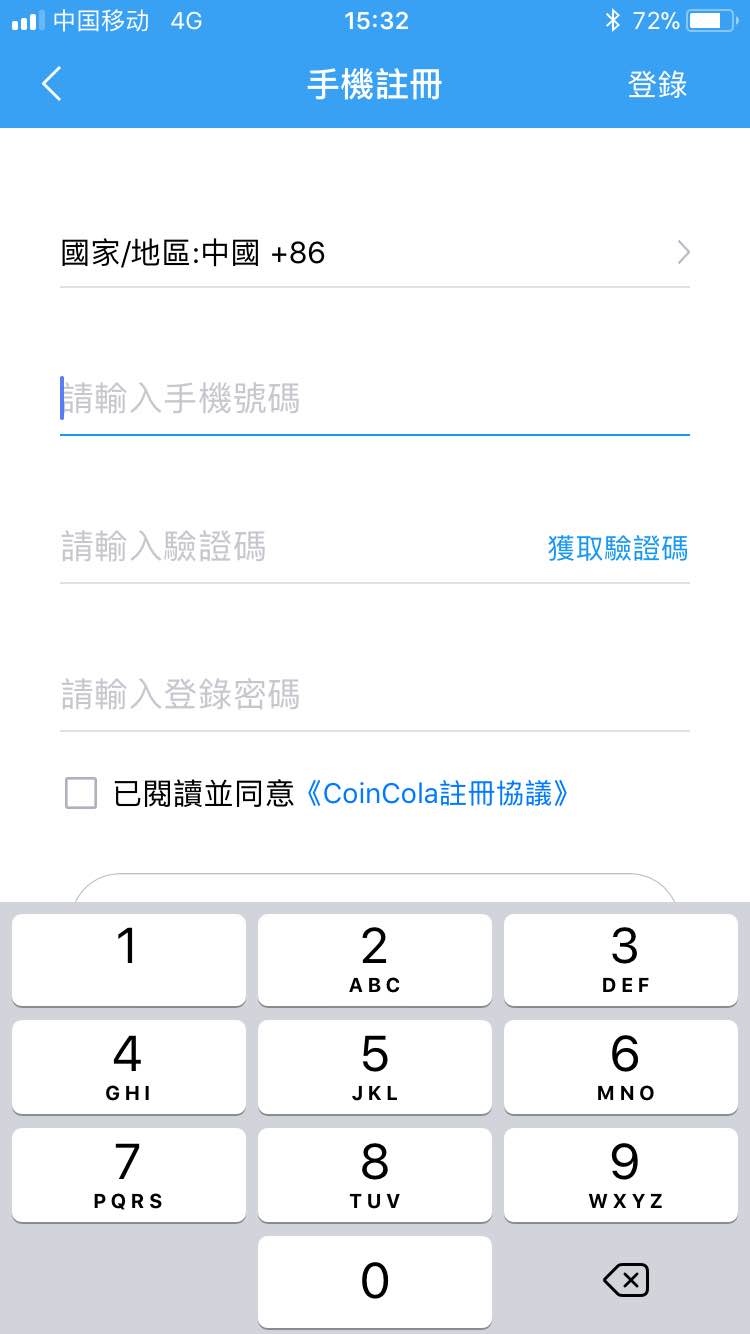 中国移动 4G 15:32 72%
手機註冊 登錄
國家/地區:中國 +86
請輸入手機號碼
請輸入驗證碼 獲取驗證碼
請輸入登錄密碼
已閱讀並同意《CoinCola註冊協議》
1 2 3
ABC DEF
4 5 6
GHI JKL MNO
7 8 9
PQRS TUV WXYZ
0